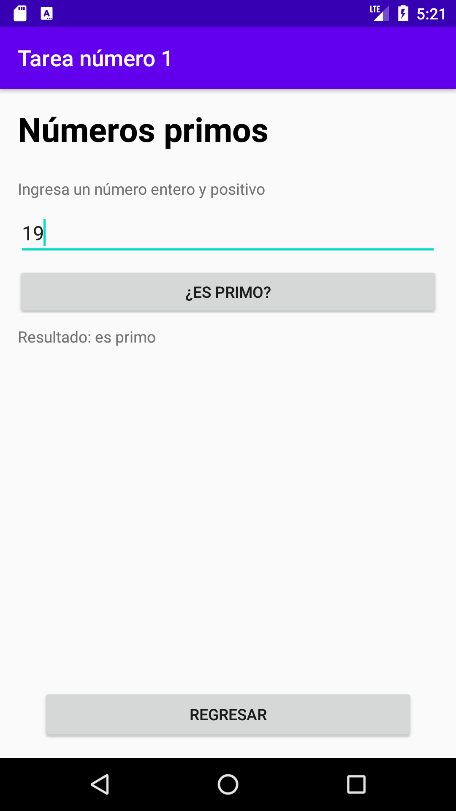 LTE 5:21
Tarea número 1
Números primos
Ingresa un número entero y positivo
19
¿ES PRIMO?
Resultado: es primo
REGRESAR